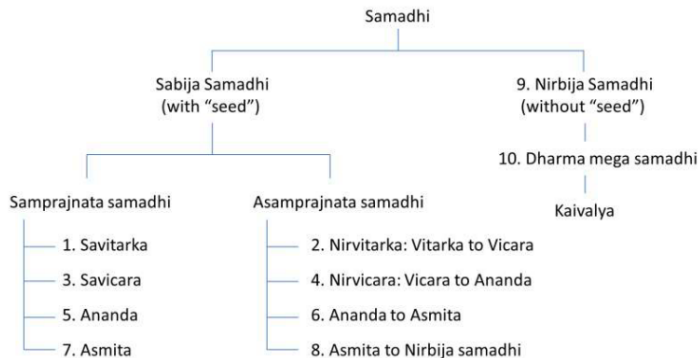 Samadhi
Sabija Samadhi
(with “seed”)
9. Nirbija Samadhi
(without “seed”)
10. Dharma mega samadhi
Kaivalya
Samprajnata samadhi
1. Savitarka
3. Savicara
5. Ananda
7. Asmita
Asamprajnata samadhi
2. Nirvitarka: Vitarka to Vicara
4. Nirvicara: Vicara to Ananda
6. Ananda to Asmita
8. Asmita to Nirbija samadhi